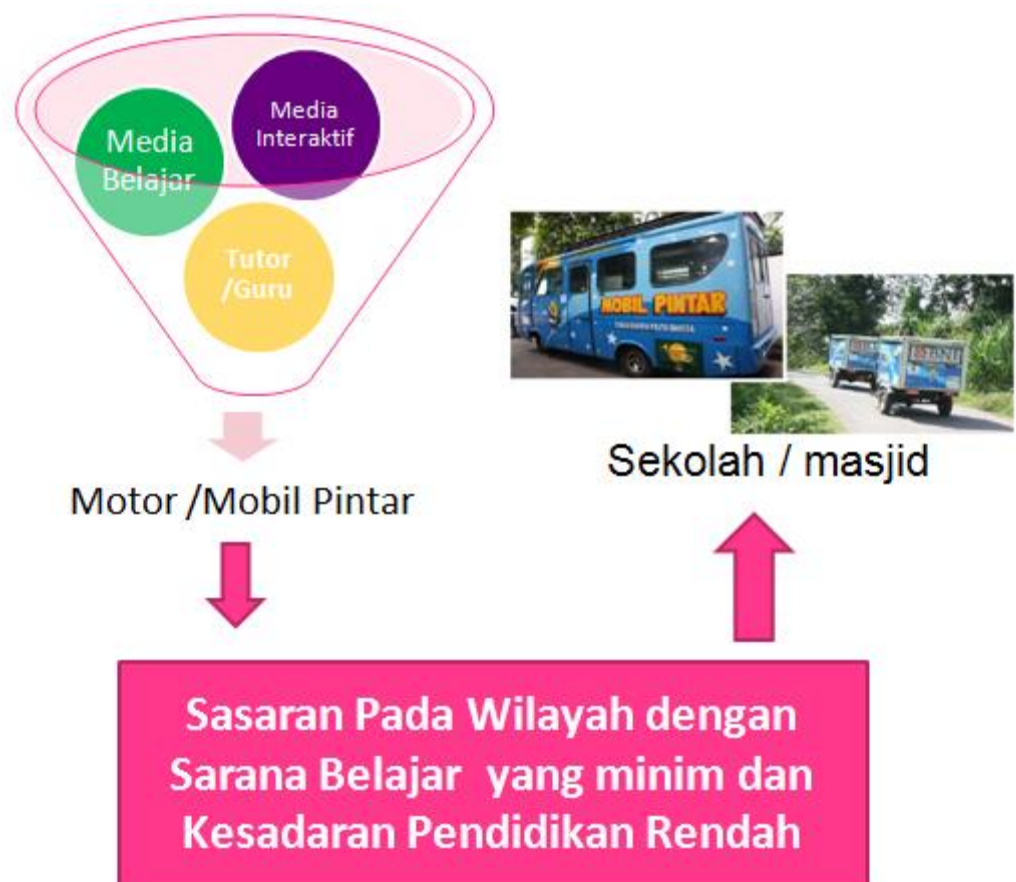 Media
Belajar
Media
Interaktif
Tutor
/Guru
Motor /Mobil Pintar
MOBIL PINTAR
Sekolah / masjid
Sasaran Pada Wilayah dengan
Sarana Belajar yang minim dan
Kesadaran Pendidikan Rendah